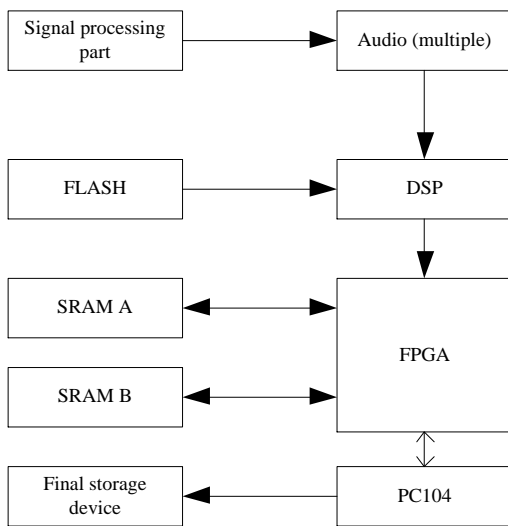 Signal processing
part
Audio (multiple)
FLASH
DSP
SRAM A
FPGA
SRAM B
Final storage
device
PC104